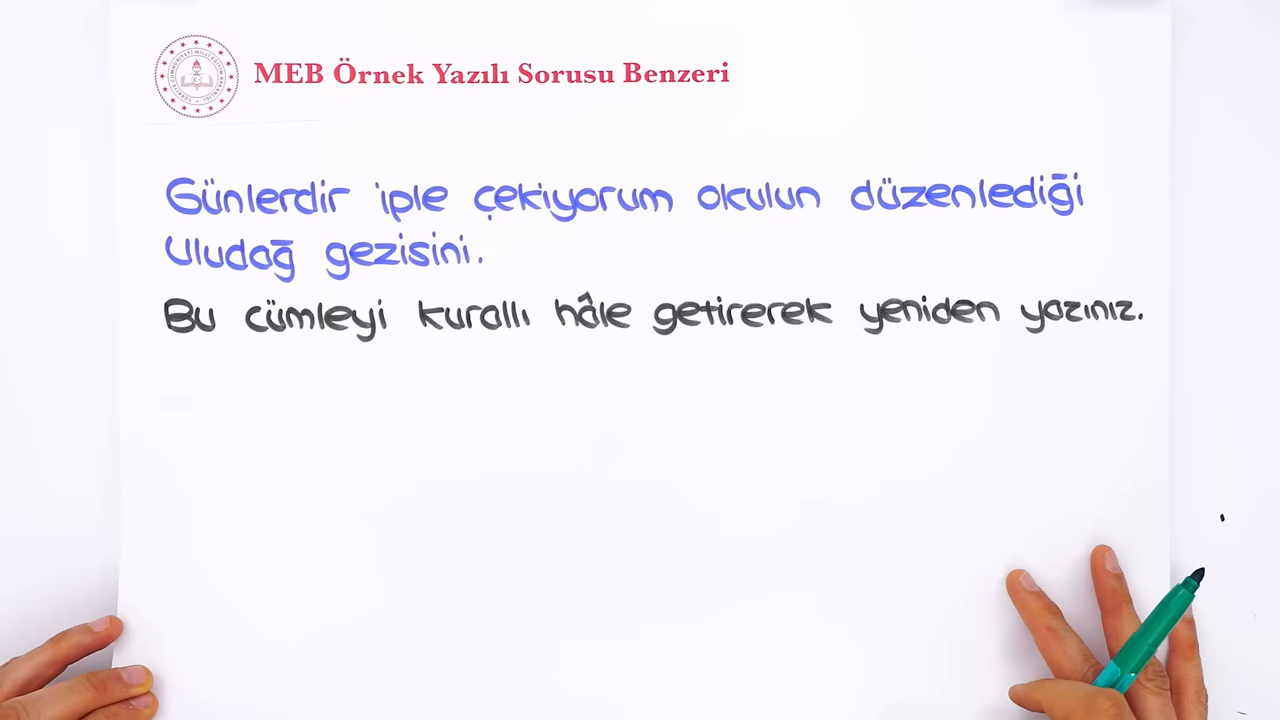 MEB Örnek Yazılı Sorusu Benzeri
Günlerdir iple çekiyorum okulun düzenlediği
Uludağ gezisini.
Bu cümleyi kurallı hâle getirerek yeniden yazınız.